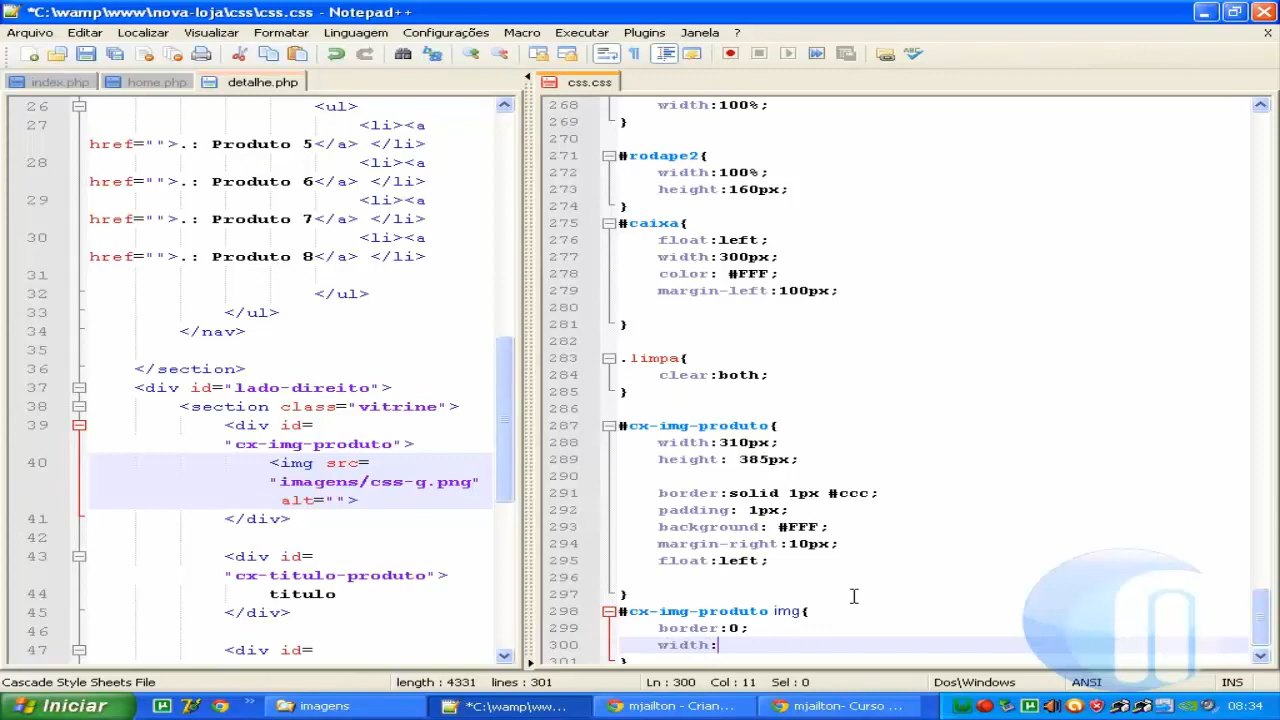 *C:\wamp\www\nova-loja\css\css.css - Notepad++
Arquivo Editar Localizar Visualizar Formatar Linguagem Configurações Macro Executar Plugins Janela ? X
index.php home.php detalhe.php css.css
26 <ul>
27 <li><a
href="">.: Produto 5</a> </li>
28 <li><a
href="">.: Produto 6</a> </li>
29 <li><a
href="">.: Produto 7</a> </li>
30 <li><a
href="">.: Produto 8</a> </li>
31
32 </ul>
33 </ul>
34 </nav>
35
36 </section>
37 <div id="lado-direito">
38 <section class="vitrine">
39 <div id=
"cx-img-produto">
40 <img src=
"imagens/css-g.png"
alt="">
41 </div>
42
43 <div id=
"cx-titulo-produto">
44 titulo
45 </div>
46
47 <div id=
268 width:100%;
269 }
270
271 #rodape2{
272 width:100%;
273 height:160px;
274 }
275 #caixa{
276 float:left;
277 width:300px;
278 color: #FFF;
279 margin-left:100px;
280
281 }
282
283 .limpa{
284 clear:both;
285 }
286
287 #cx-img-produto{
288 width:310px;
289 height: 385px;
290
291 border:solid 1px #ccc;
292 padding: 1px;
293 background: #FFF;
294 margin-right:10px;
295 float:left;
296
297 }
298 #cx-img-produto img{
299 border:0;
300 width:
301 }
Cascade Style Sheets File length : 4331 lines : 301 Ln : 300 Col : 11 Sel : 0 Dos\Windows ANSI INS
Iniciar imagens *C:\wamp\ww... mjailton - Crian... mjailton- Curso ... 08:34